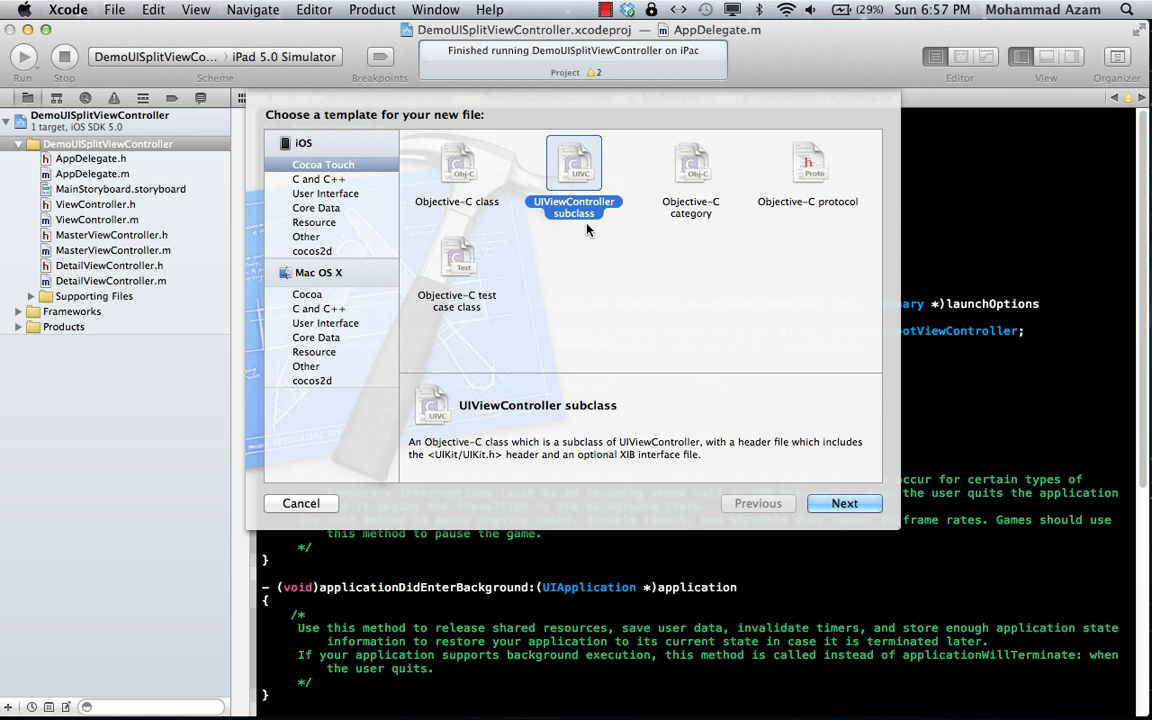 Xcode File Edit View Navigate Editor Product Window Help (29%) Sun 6:57 PM Mohammad Azam
DemoUISplitViewController.xcodeproj — AppDelegate.m
DemoUISplitViewCo... › iPad 5.0 Simulator
Finished running DemoUISplitViewController on iPac
Project 2
Run Stop Scheme Breakpoints Editor View Organizer
DemoUISplitViewController
1 target, iOS SDK 5.0
DemoUISplitViewController
AppDelegate.h
AppDelegate.m
MainStoryboard.storyboard
ViewController.h
ViewController.m
MasterViewController.h
MasterViewController.m
DetailViewController.h
DetailViewController.m
Supporting Files
Frameworks
Products
Choose a template for your new file:
iOS
Cocoa Touch
C and C++
User Interface
Core Data
Resource
Other
cocos2d
Mac OS X
Cocoa
C and C++
User Interface
Core Data
Resource
Other
cocos2d
Obj-C
Objective-C class
UIVC
UIViewController
subclass
Obj-C
Objective-C
category
Proto
Objective-C protocol
Test
Objective-C test
case class
UIVC
UIViewController subclass
An Objective-C class which is a subclass of UIViewController, with a header file which includes
the <UIKit/UIKit.h> header and an optional XIB interface file.
Cancel Previous Next
ary *)launchOptions
otViewController;
occur for certain types of
the user quits the application
frame rates. Games should use
this method to pause the game.
*/
}
- (void)applicationDidEnterBackground:(UIApplication *)application
{
/*
Use this method to release shared resources, save user data, invalidate timers, and store enough application state
information to restore your application to its current state in case it is terminated later.
If your application supports background execution, this method is called instead of applicationWillTerminate: when
the user quits.
*/
}